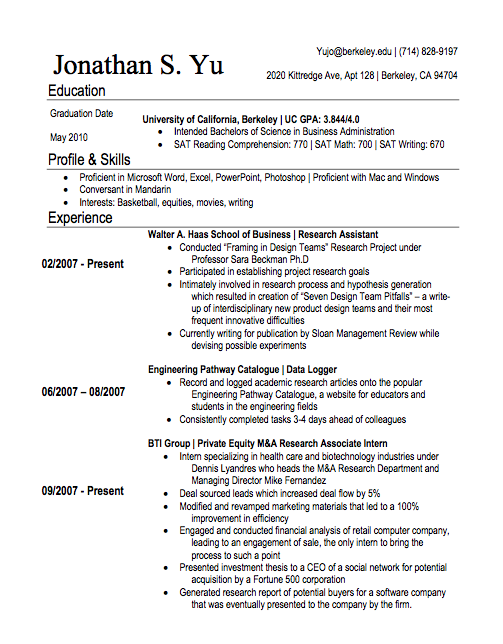 Jonathan S. Yu
Yujo@berkeley.edu | (714) 828-9197
2020 Kittredge Ave, Apt 128 | Berkeley, CA 94704
Education
Graduation Date
May 2010
University of California, Berkeley | UC GPA: 3.844/4.0
• Intended Bachelors of Science in Business Administration
• SAT Reading Comprehension: 770 | SAT Math: 700 | SAT Writing: 670
Profile & Skills
• Proficient in Microsoft Word, Excel, PowerPoint, Photoshop | Proficient with Mac and Windows
• Conversant in Mandarin
• Interests: Basketball, equities, movies, writing
Experience
02/2007 - Present
Walter A. Haas School of Business | Research Assistant
• Conducted “Framing in Design Teams” Research Project under
Professor Sara Beckman Ph.D
• Participated in establishing project research goals
• Intimately involved in research process and hypothesis generation
which resulted in creation of “Seven Design Team Pitfalls” – a write-
up of interdisciplinary new product design teams and their most
frequent innovative difficulties
• Currently writing for publication by Sloan Management Review while
devising possible experiments
06/2007 – 08/2007
Engineering Pathway Catalogue | Data Logger
• Record and logged academic research articles onto the popular
Engineering Pathway Catalogue, a website for educators and
students in the engineering fields
• Consistently completed tasks 3-4 days ahead of colleagues
09/2007 - Present
BTI Group | Private Equity M&A Research Associate Intern
• Intern specializing in health care and biotechnology industries under
Dennis Lyandres who heads the M&A Research Department and
Managing Director Mike Fernandez
• Deal sourced leads which increased deal flow by 5%
• Modified and revamped marketing materials that led to a 100%
improvement in efficiency
• Engaged and conducted financial analysis of retail computer company,
leading to an engagement of sale, the only intern to bring the
process to such a point
• Presented investment thesis to a CEO of a social network for potential
acquisition by a Fortune 500 corporation
• Generated research report of potential buyers for a software company
that was eventually presented to the company by the firm.